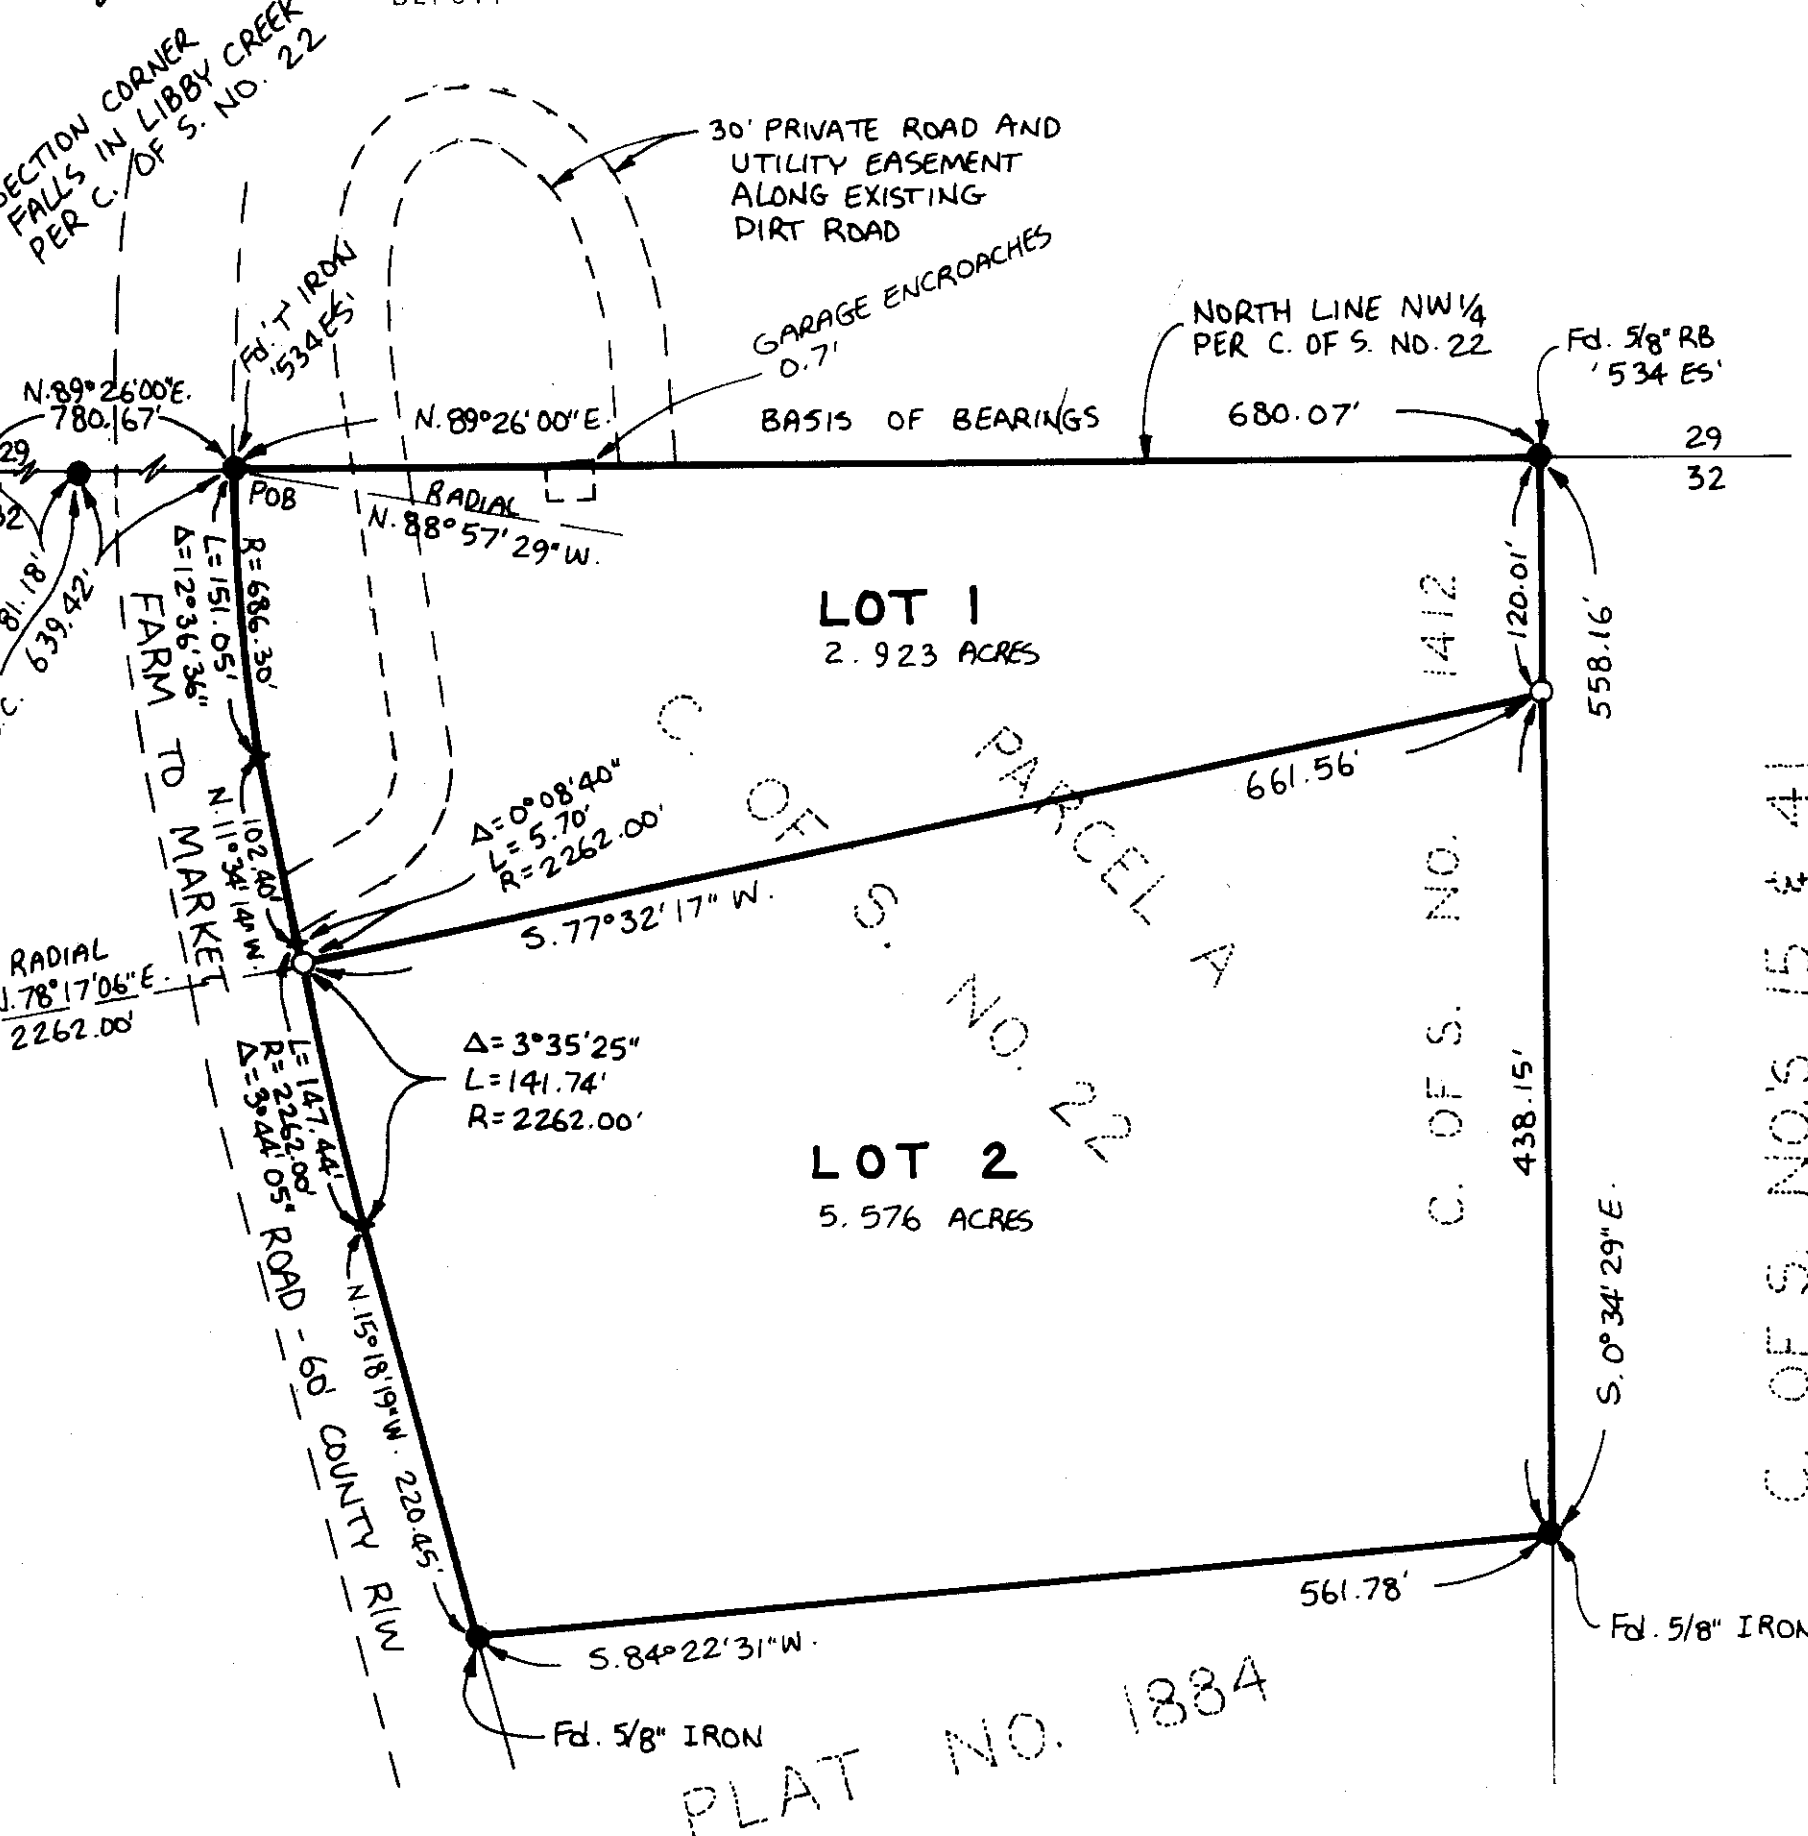 SECTION CORNER
FALLS IN LIBBY CREEK
PER C. OF S. NO. 22
30' PRIVATE ROAD AND
UTILITY EASEMENT
ALONG EXISTING
DIRT ROAD
Fd. 'T' IRON
'534ES'
GARAGE ENCROACHES
0.7'
NORTH LINE NW 1/4
PER C. OF S. NO. 22
Fd. 5/8" RB
'534 ES'
N.89°26'00"E.
780.67'
N.89°26'00"E.
BASIS OF BEARINGS
680.07'
29
29
32
32
POB
RADIAL
N.88°57'29"W.
81.18'
639.42'
C.
R=686.30'
L=151.05'
Δ=12°36'36"
LOT 1
2.923 ACRES
120.01'
558.16'
102.40'
N.11°34'14"W.
Δ=0°08'40"
L=5.70'
R=2262.00'
661.56'
S.77°32'17"W.
C. OF S. NO. 22
PARCEL A
C. OF S. NO. 1412
C. OF S. NO.'S 15 & 41
RADIAL
N.78°17'06"E.
2262.00'
L=147.44'
R=2262.00'
Δ=3°44'05"
Δ=3°35'25"
L=141.74'
R=2262.00'
LOT 2
5.576 ACRES
438.15'
S.0°34'29"E.
FARM TO MARKET ROAD - 60' COUNTY R/W
N.15°18'19"W. 220.45'
561.78'
S.84°22'31"W.
Fd. 5/8" IRON
Fd. 5/8" IRON
PLAT NO. 1884